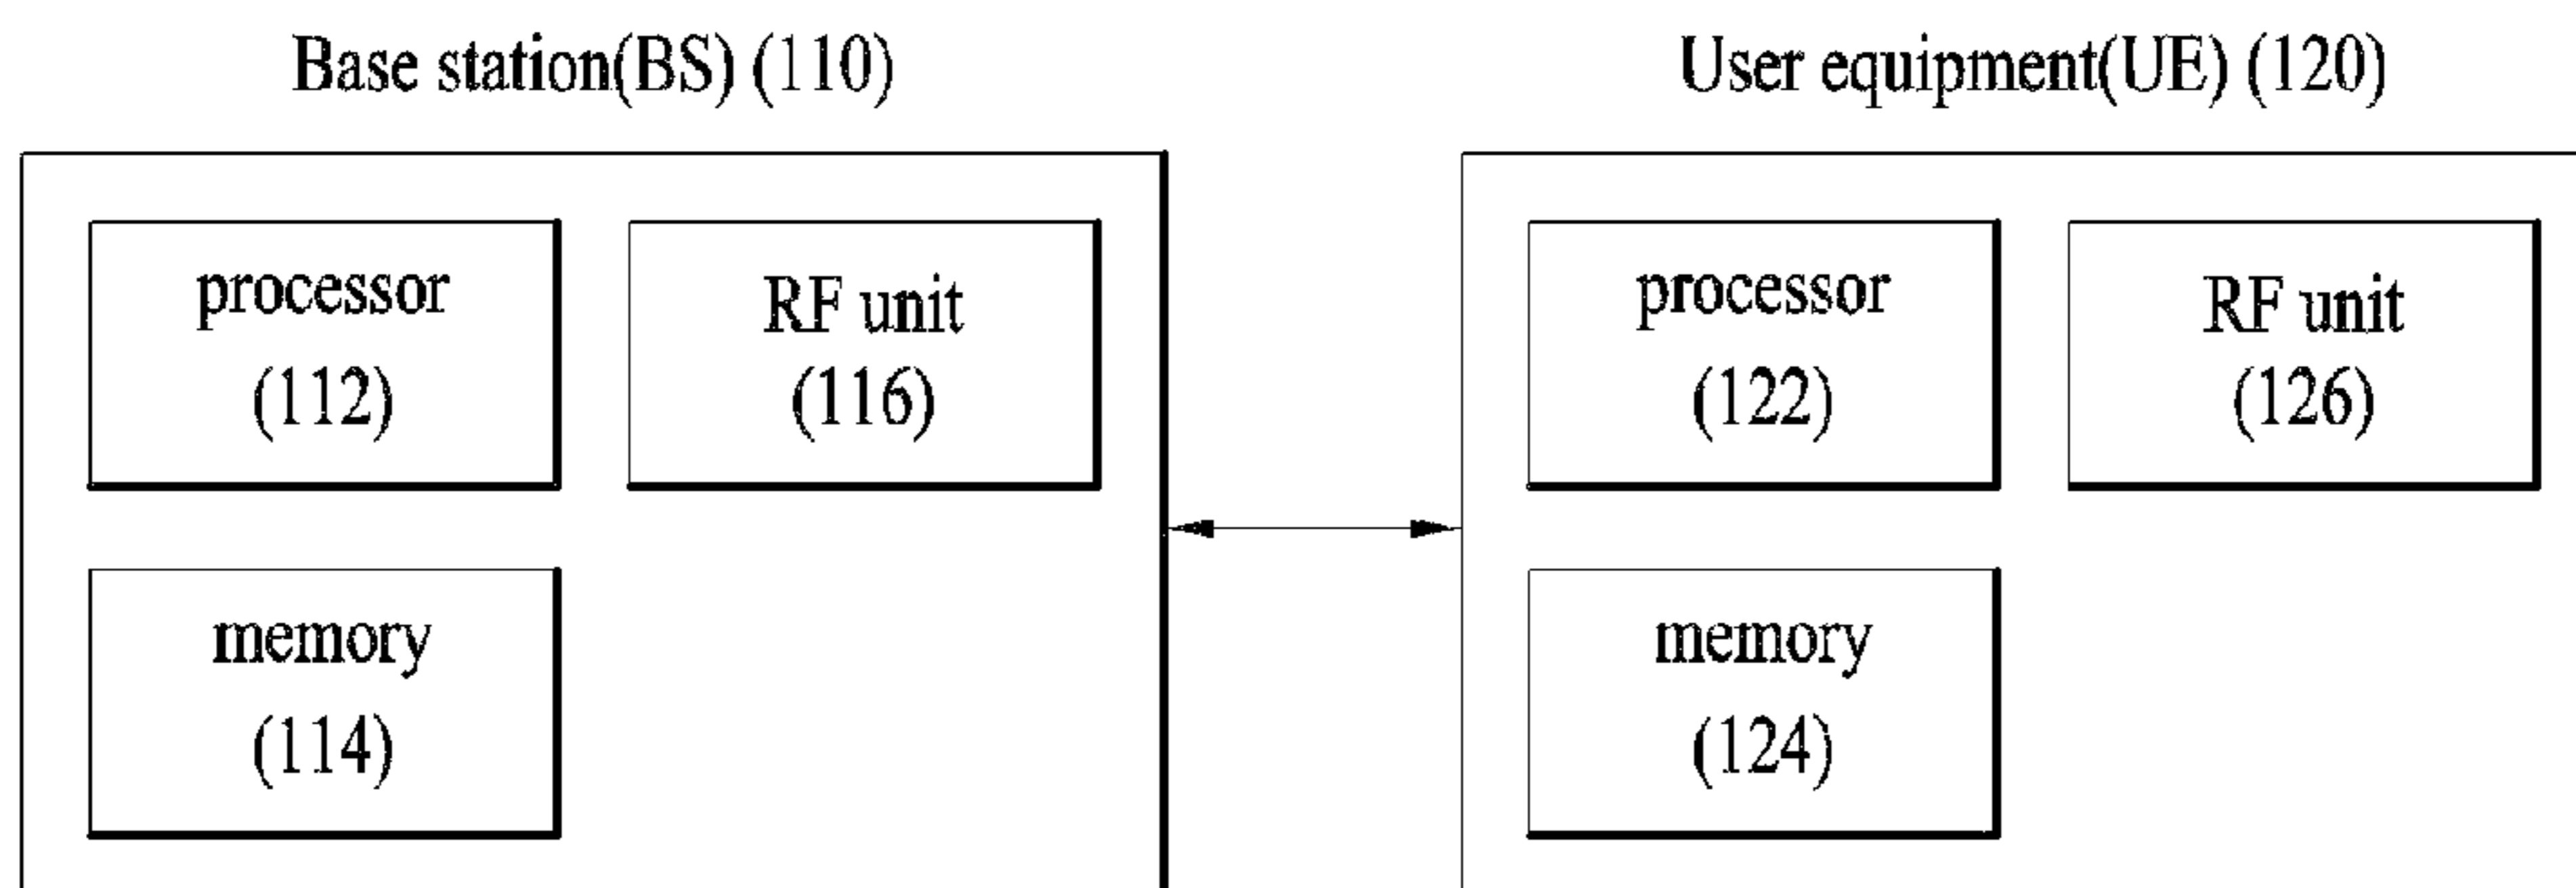 Base station(BS) (110)
processor
(112)
RF unit
(116)
memory
(114)
User equipment(UE) (120)
processor
(122)
RF unit
(126)
memory
(124)